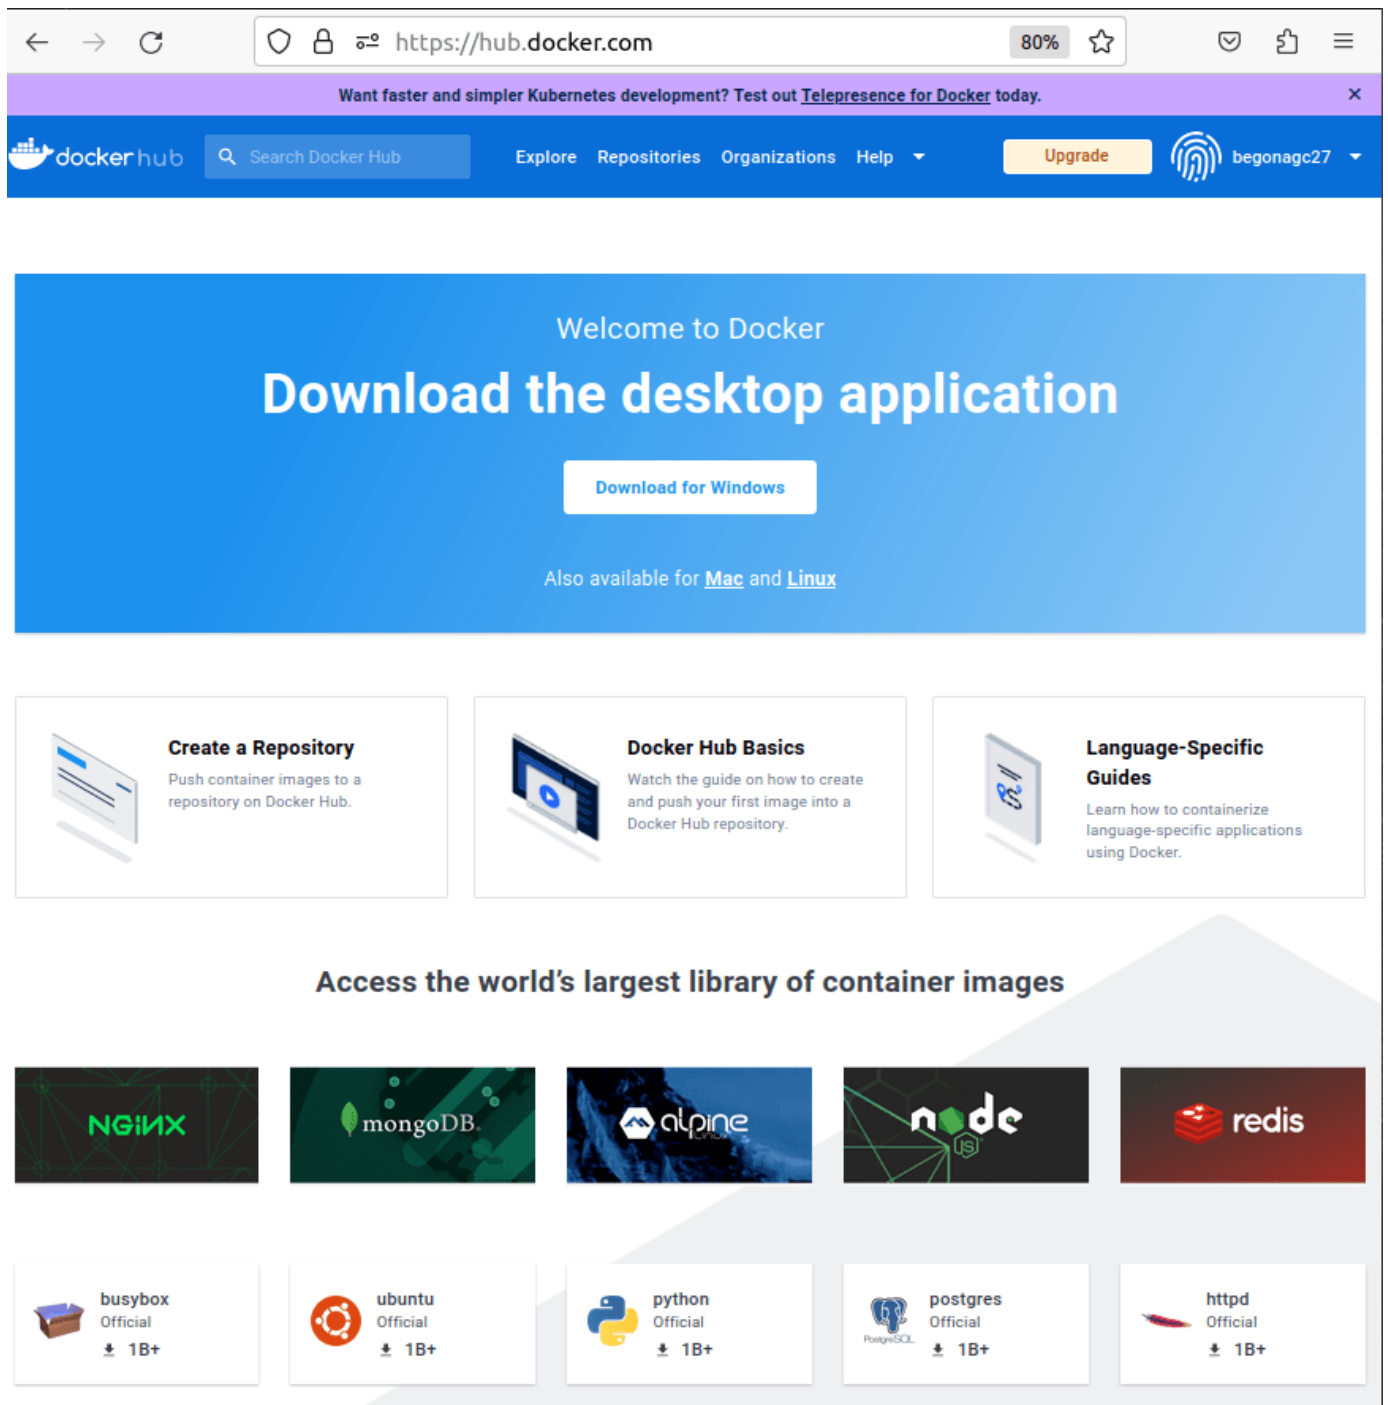 https://hub.docker.com
80%
Want faster and simpler Kubernetes development? Test out Telepresence for Docker today.
dockerhub
Search Docker Hub
Explore
Repositories
Organizations
Help
Upgrade
begonagc27
Welcome to Docker
Download the desktop application
Download for Windows
Also available for Mac and Linux
Create a Repository
Push container images to a
repository on Docker Hub.
Docker Hub Basics
Watch the guide on how to create
and push your first image into a
Docker Hub repository.
Language-Specific
Guides
Learn how to containerize
language-specific applications
using Docker.
Access the world’s largest library of container images
NGiNX
mongoDB.
alpine
Linux
node
JS
redis
busybox
Official
1B+
ubuntu
Official
1B+
python
Official
1B+
PostgreSQL
postgres
Official
1B+
httpd
Official
1B+